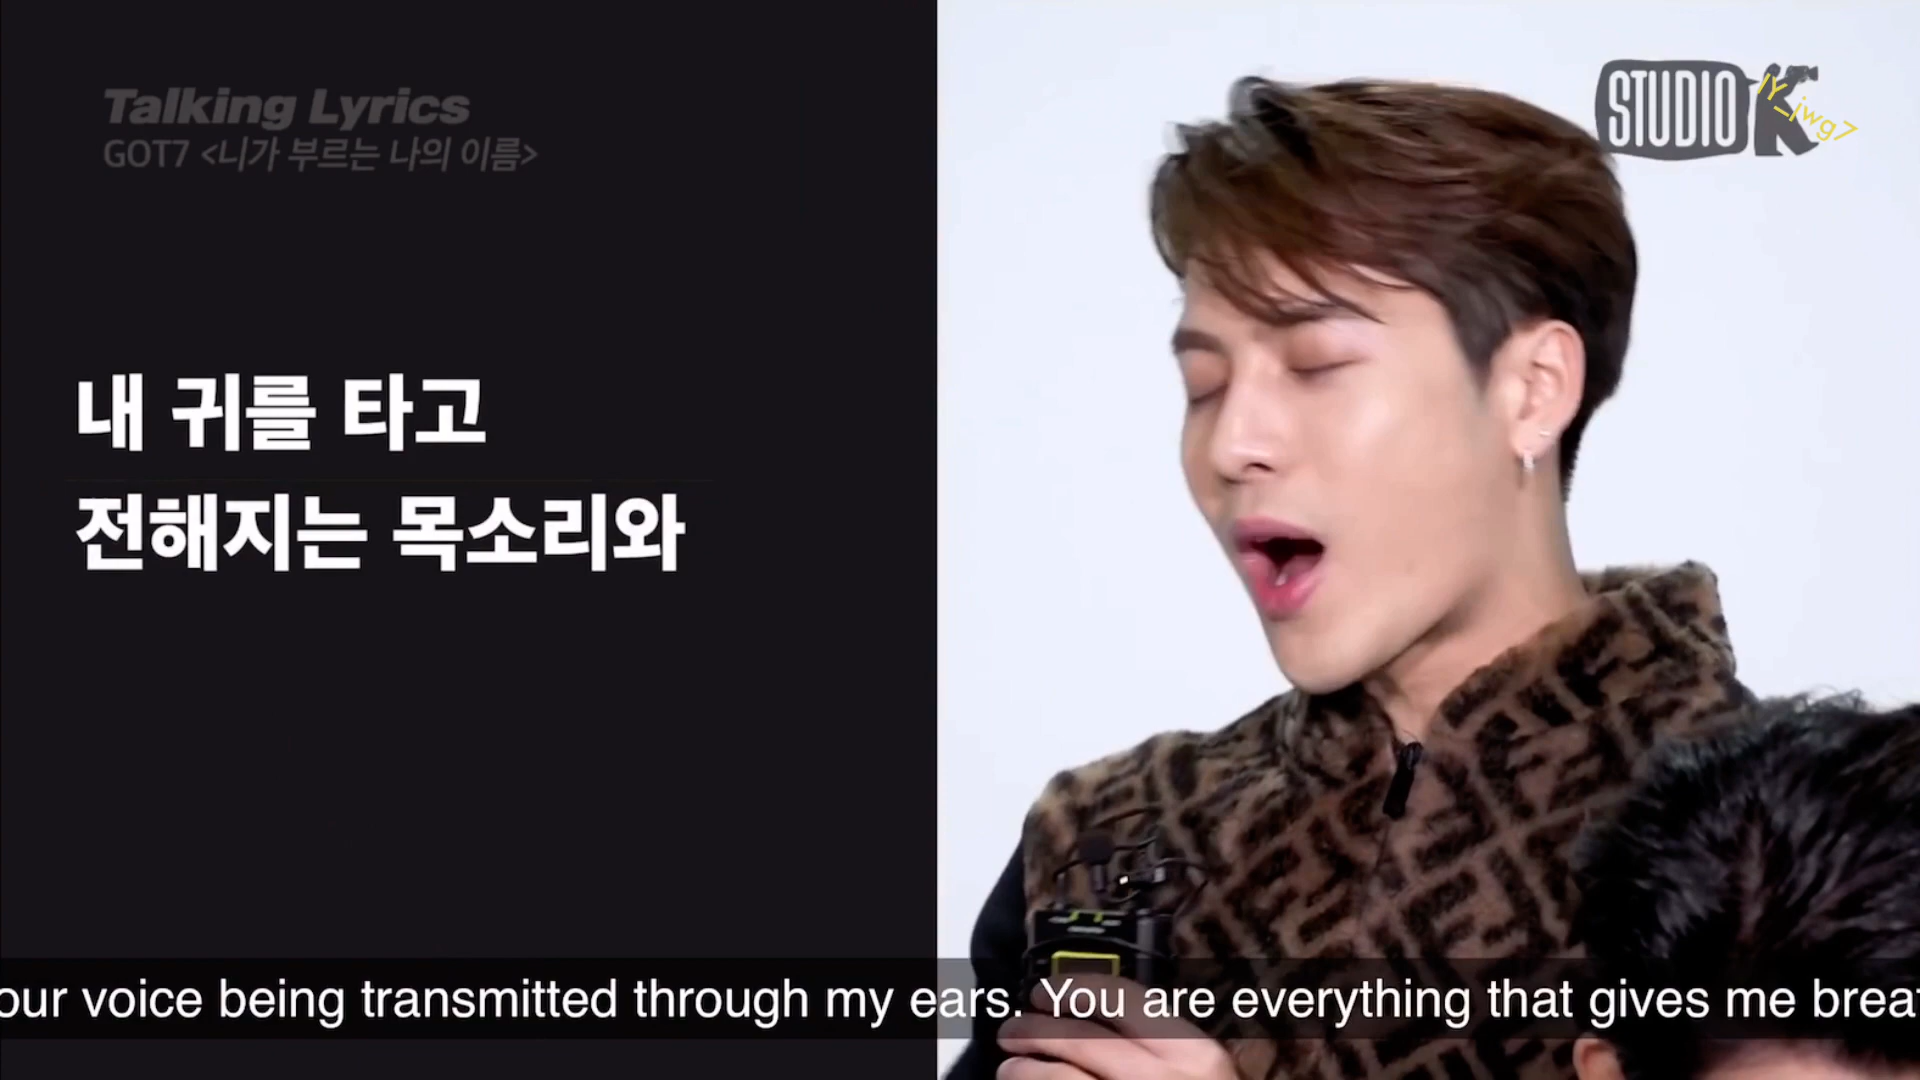 Talking Lyrics
GOT7 <니가 부르는 나의 이름>
STUDIO K
IY_jwg7
내 귀를 타고
전해지는 목소리와
our voice being transmitted through my ears. You are everything that gives me brea